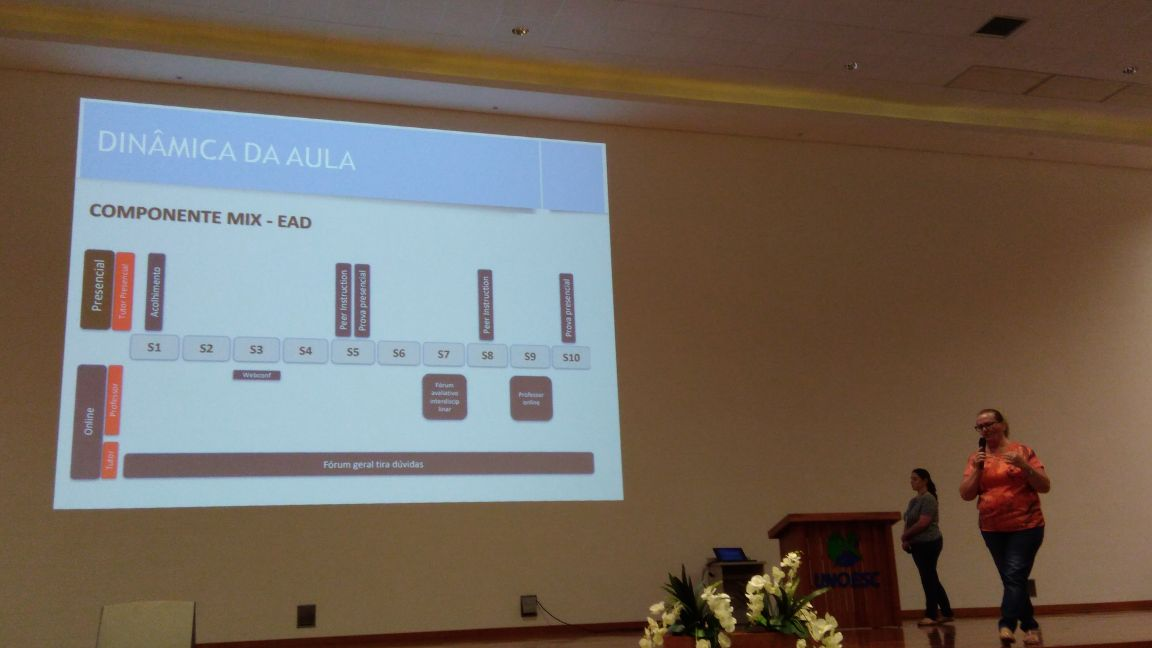 DINÂMICA DA AULA
COMPONENTE MIX - EAD
Presencial
Tutor Presencial
Acolhimento
Peer Instruction
Prova presencial
Peer Instruction
Prova presencial
S1 S2 S3 S4 S5 S6 S7 S8 S9 S10
Online
Professor
Webconf
Fórum
avaliativo
interdiscip
linar
Professor
online
Tutor
Fórum geral tira dúvidas
UNOESC